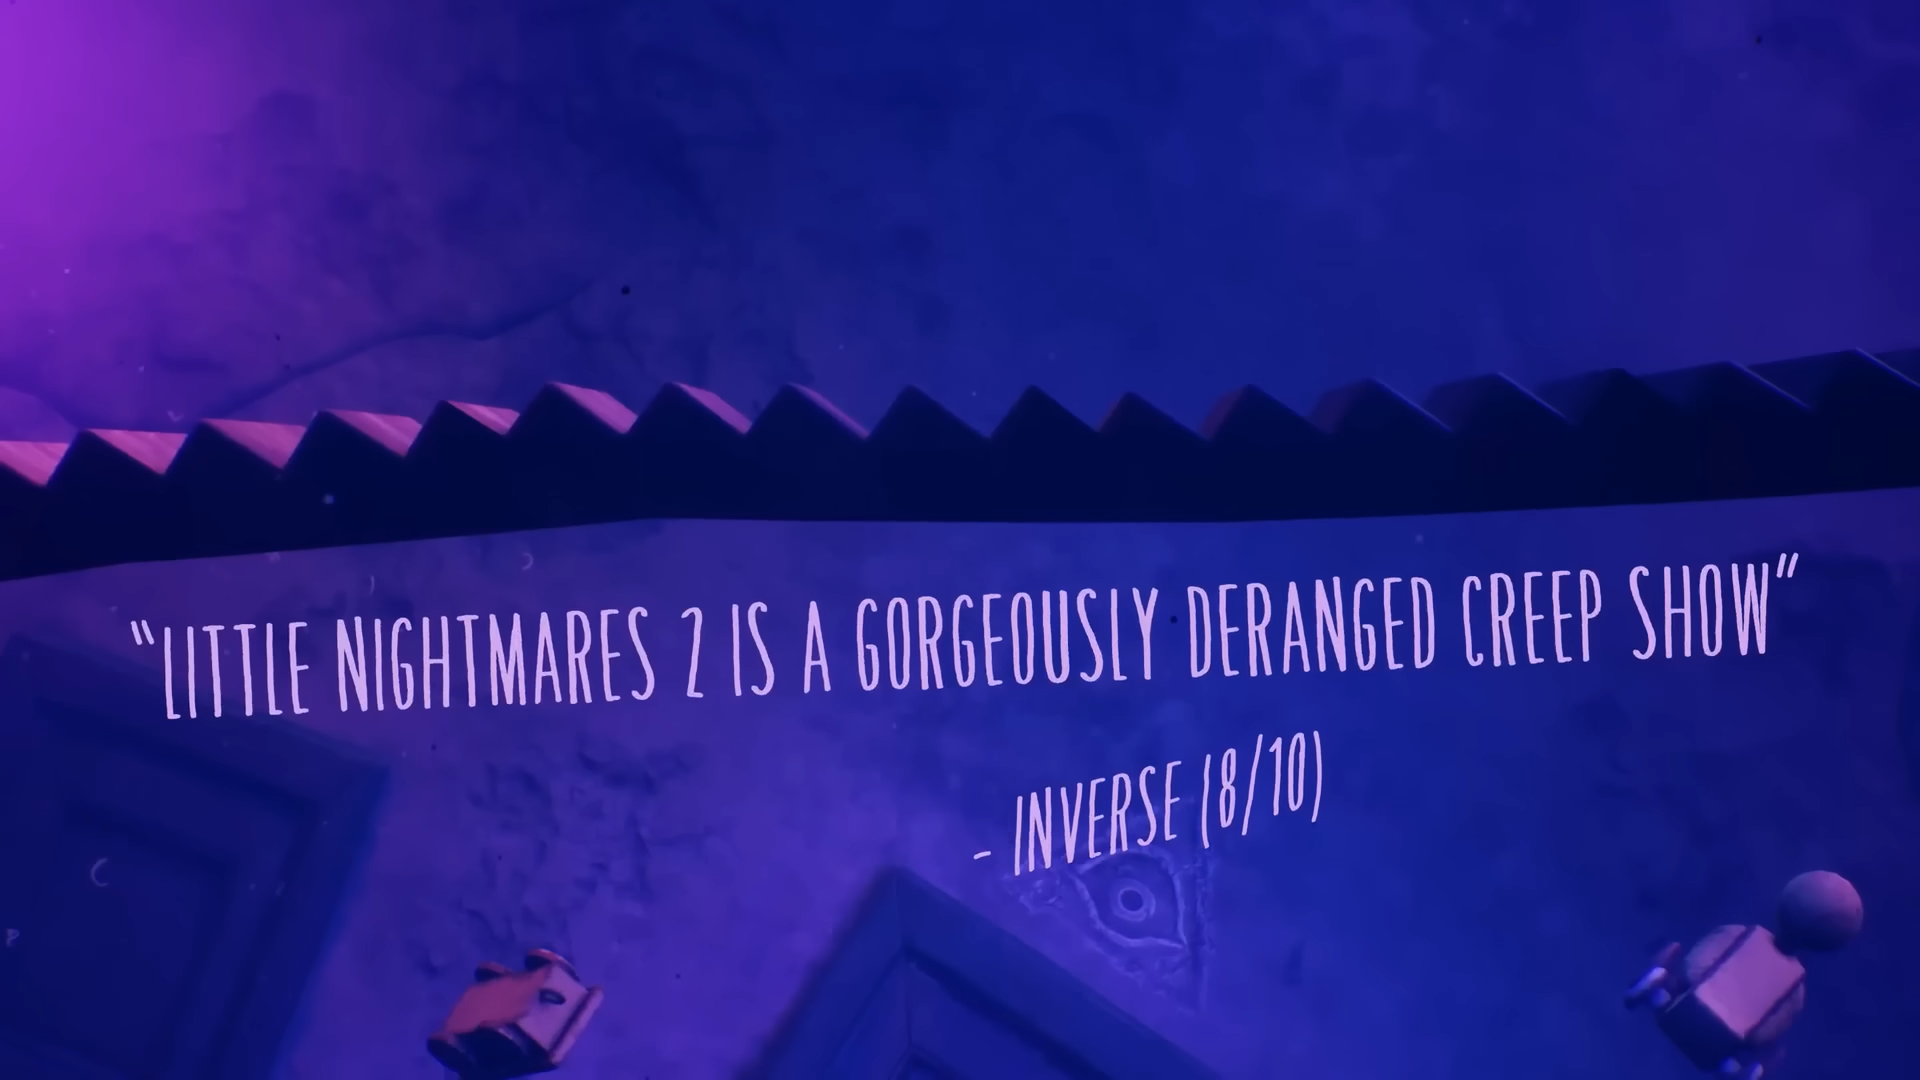 “LITTLE NIGHTMARES 2 IS A GORGEOUSLY DERANGED CREEP SHOW”
- INVERSE (8/10)